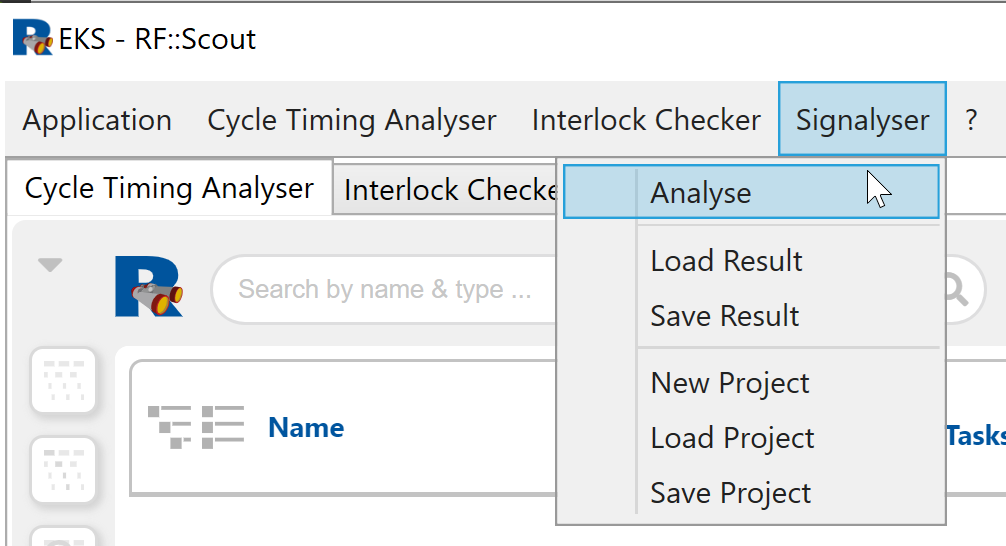 EKS - RF::Scout
Application Cycle Timing Analyser Interlock Checker Signalyser ?
Cycle Timing Analyser Interlock Checke
Analyse
Search by name & type ...
Load Result
Save Result
New Project
Name
Tasks
Load Project
Save Project